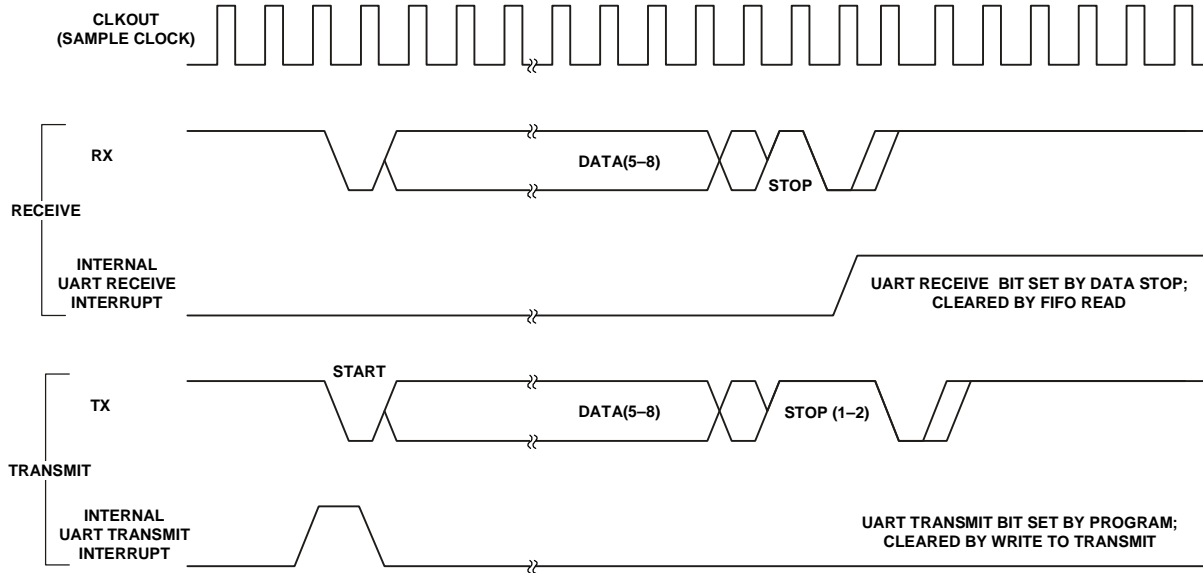 CLKOUT
(SAMPLE CLOCK)
RX
DATA(5–8)
STOP
RECEIVE
INTERNAL
UART RECEIVE
INTERRUPT
UART RECEIVE BIT SET BY DATA STOP;
CLEARED BY FIFO READ
START
TX
DATA(5–8)
STOP (1–2)
TRANSMIT
INTERNAL
UART TRANSMIT
INTERRUPT
UART TRANSMIT BIT SET BY PROGRAM;
CLEARED BY WRITE TO TRANSMIT